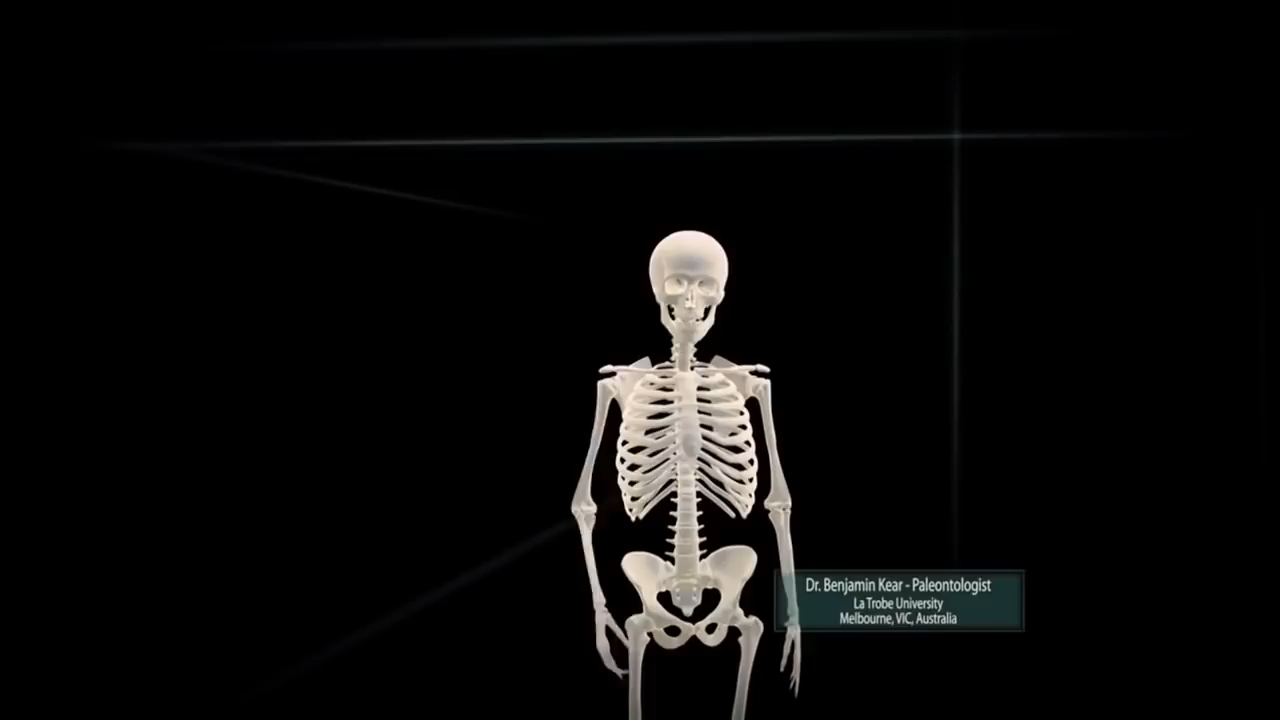 Dr. Benjamin Kear - Paleontologist
La Trobe University
Melbourne, VIC, Australia